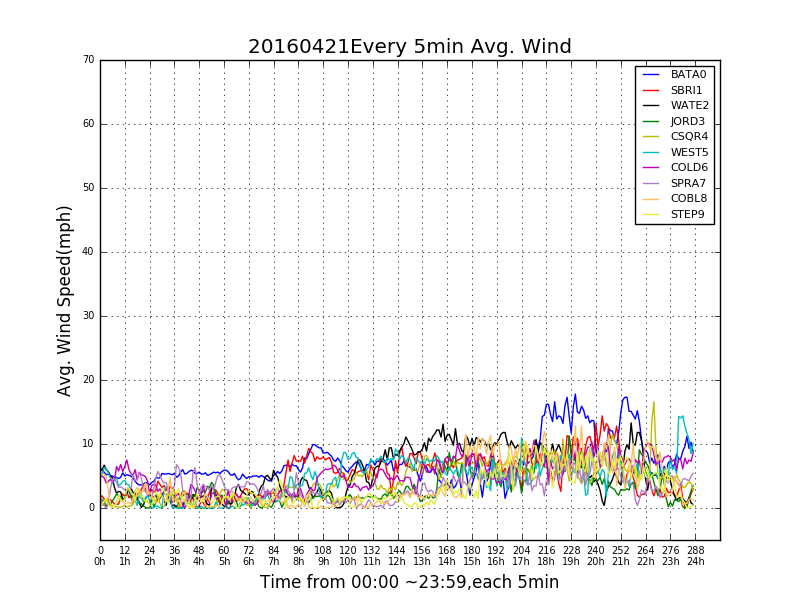 20160421Every 5min Avg. Wind
70
60
50
40
30
20
10
0
Avg. Wind Speed(mph)
BATA0
SBRI1
WATE2
JORD3
CSQR4
WEST5
COLD6
SPRA7
COBL8
STEP9
0 12 24 36 48 60 72 84 96 108 120 132 144 156 168 180 192 204 216 228 240 252 264 276 288
0h 1h 2h 3h 4h 5h 6h 7h 8h 9h 10h 11h 12h 13h 14h 15h 16h 17h 18h 19h 20h 21h 22h 23h 24h
Time from 00:00 ~23:59,each 5min